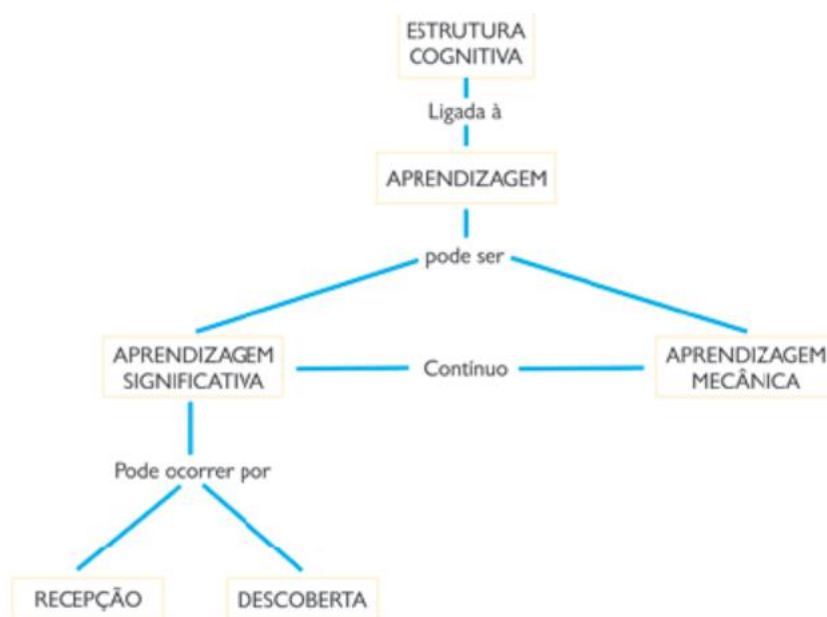 ESTRUTURA
COGNITIVA
Ligada à
APRENDIZAGEM
pode ser
APRENDIZAGEM
SIGNIFICATIVA
Contínuo
APRENDIZAGEM
MECÂNICA
Pode ocorrer por
RECEPÇÃO
DESCOBERTA